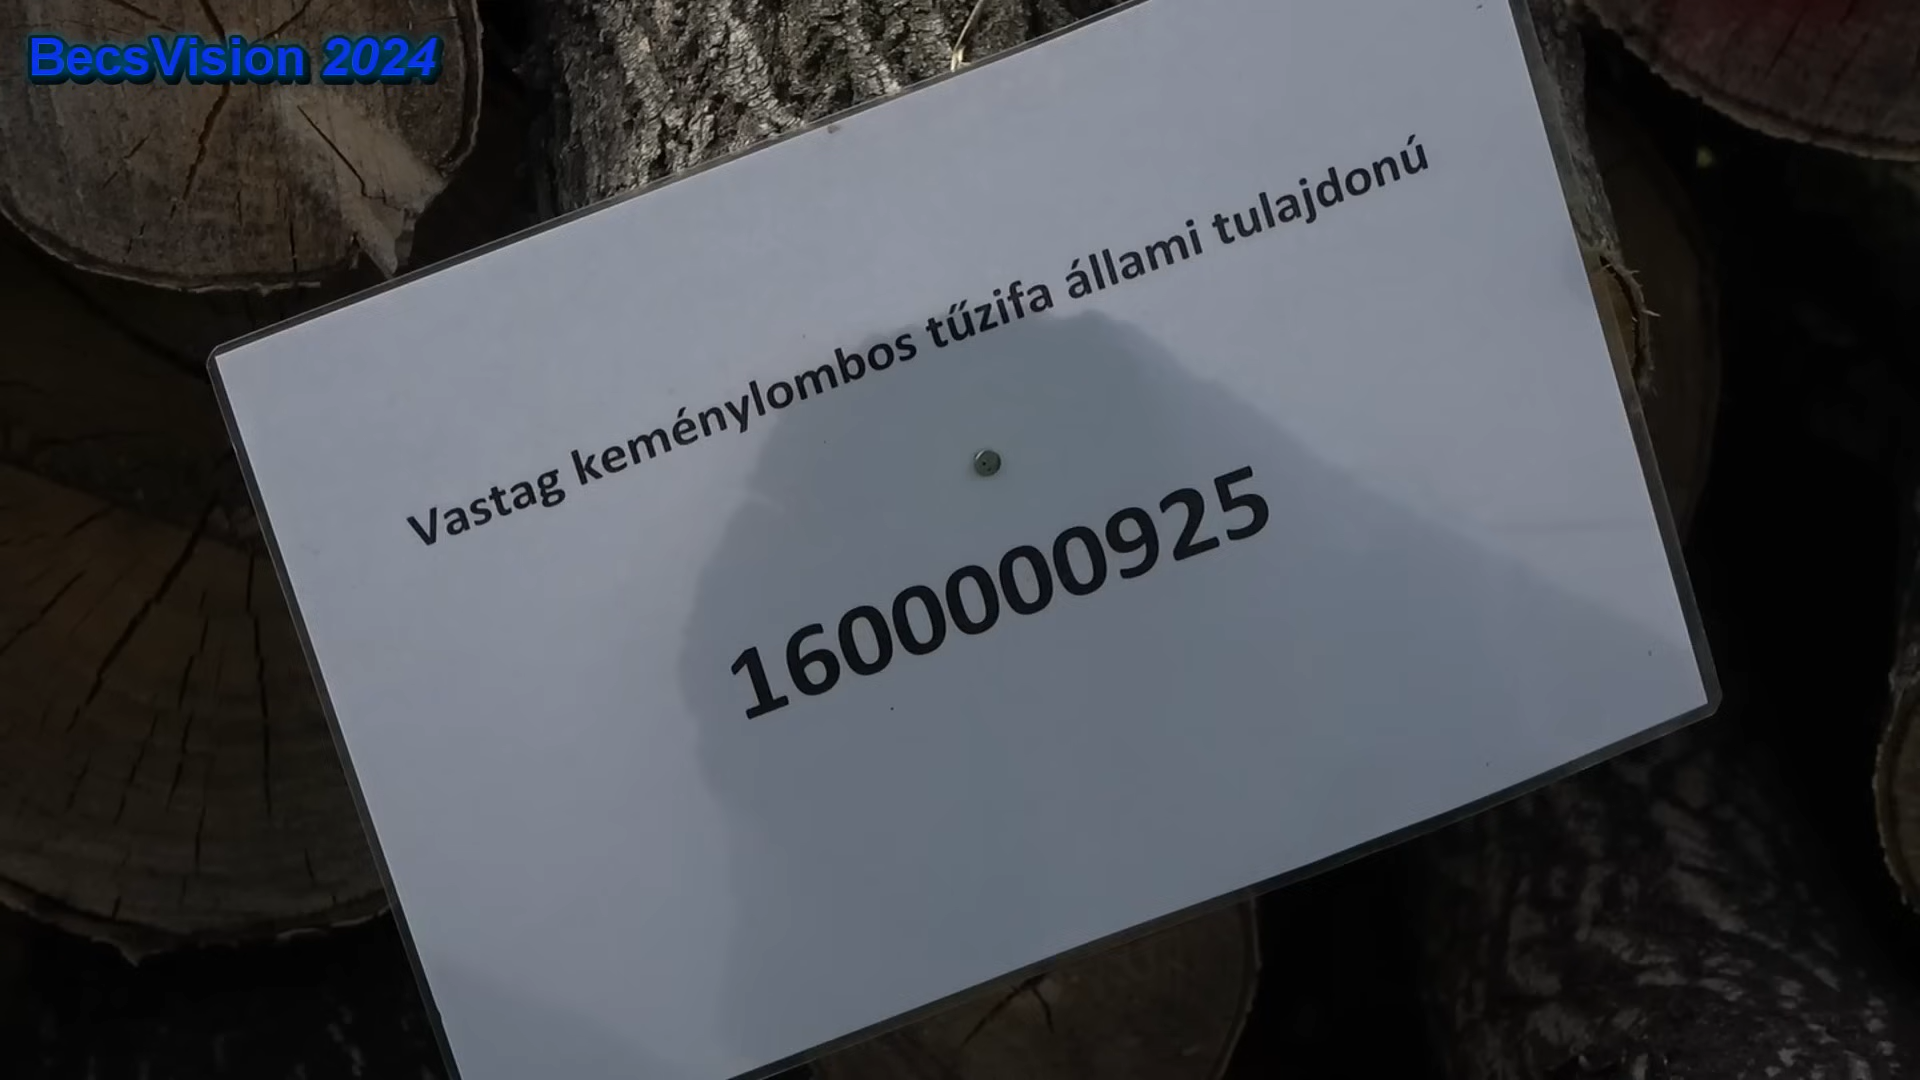 BecsVision 2024
Vastag keménylombos tűzifa állami tulajdonú
1600000925